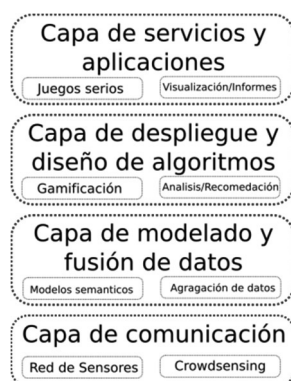 Capa de servicios y
aplicaciones
Juegos serios
Visualización/Informes
Capa de despliegue y
diseño de algoritmos
Gamificación
Analisis/Recomedación
Capa de modelado y
fusión de datos
Modelos semanticos
Agragación de datos
Capa de comunicación
Red de Sensores
Crowdsensing